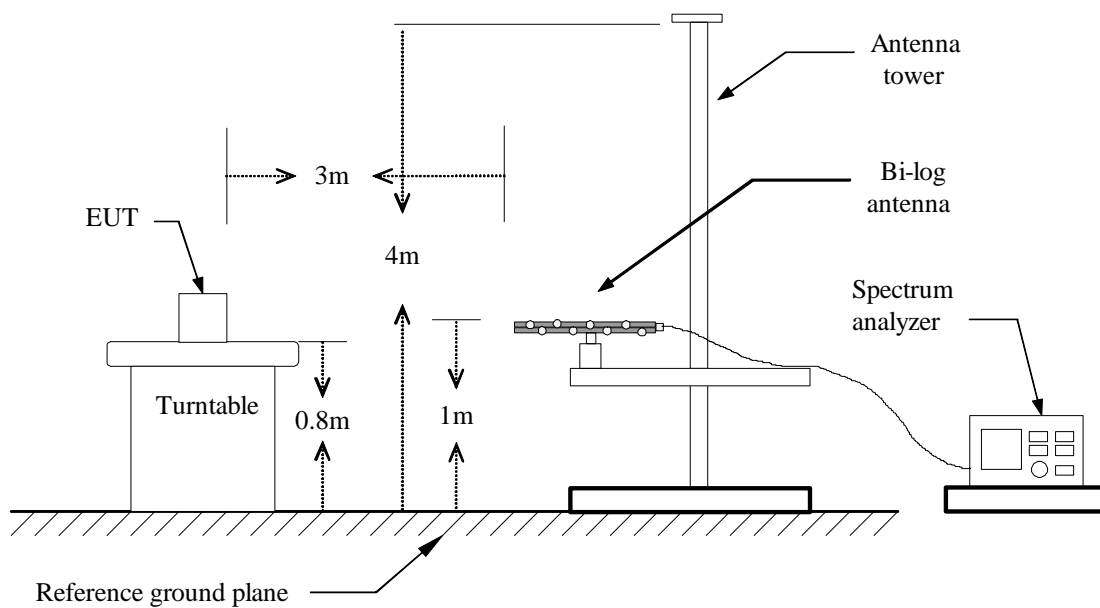 Antenna
tower
3m
Bi-log
antenna
EUT
4m
Spectrum
analyzer
Turntable
0.8m
1m
Reference ground plane